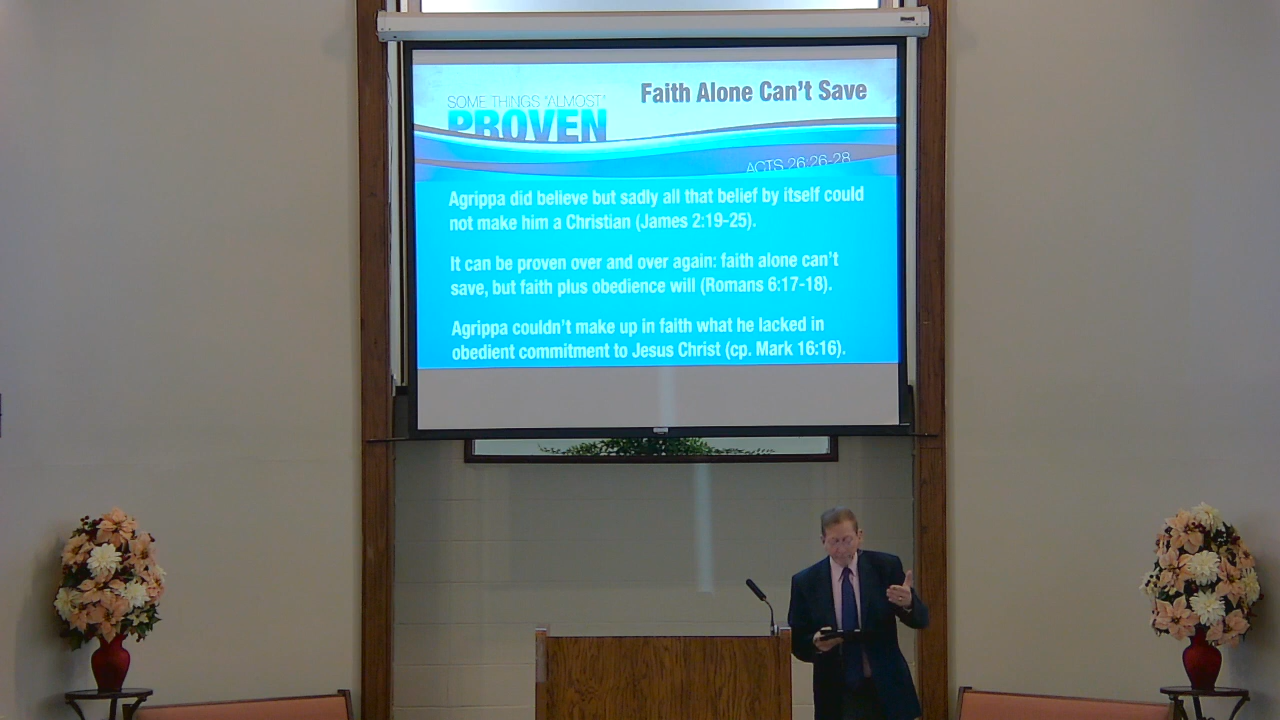 SOME THINGS "ALMOST"
PROVEN
Faith Alone Can't Save
ACTS 26:26-28
Agrippa did believe but sadly all that belief by itself could
not make him a Christian (James 2:19-25).
It can be proven over and over again: faith alone can't
save, but faith plus obedience will (Romans 6:17-18).
Agrippa couldn't make up in faith what he lacked in
obedient commitment to Jesus Christ (cp. Mark 16:16).